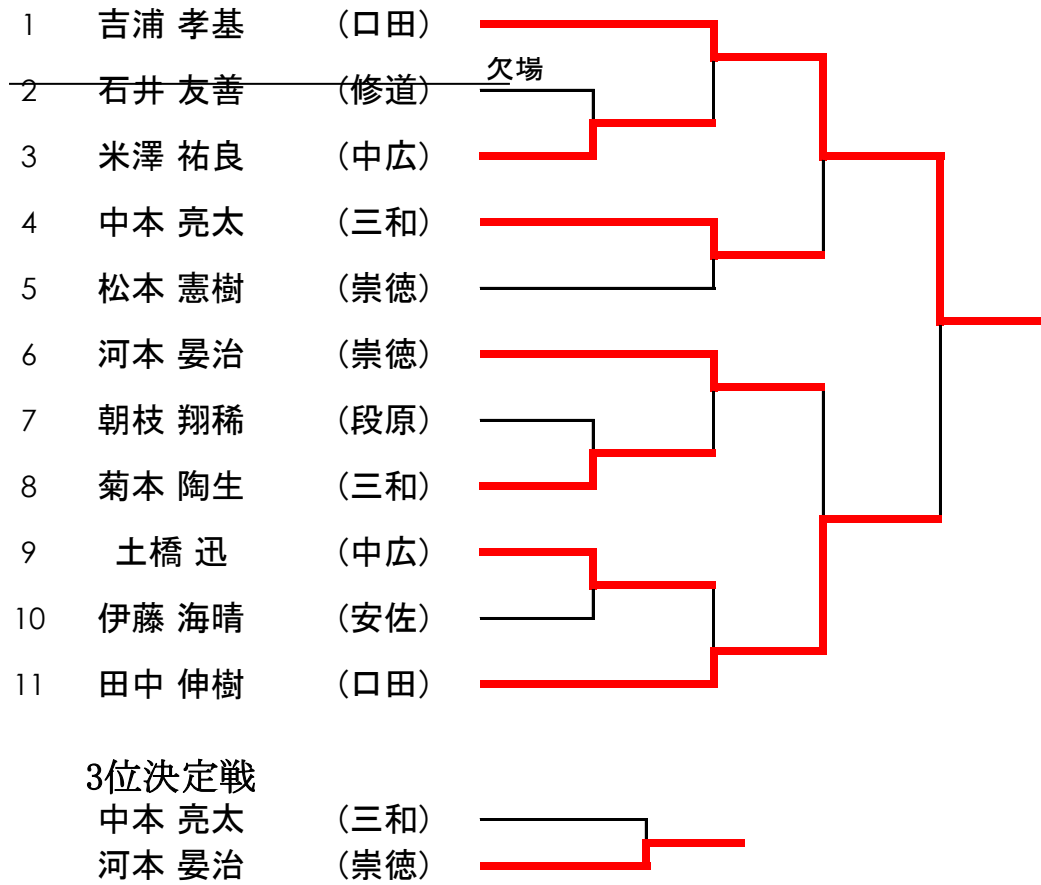 1 吉浦 孝基 （口田）
欠場
2 石井 友善 （修道）
3 米澤 祐良 （中広）
4 中本 亮太 （三和）
5 松本 憲樹 （崇徳）
6 河本 晏治 （崇徳）
7 朝枝 翔稀 （段原）
8 菊本 陶生 （三和）
9 土橋 迅 （中広）
10 伊藤 海晴 （安佐）
11 田中 伸樹 （口田）
3位決定戦
中本 亮太 （三和）
河本 晏治 （崇徳）